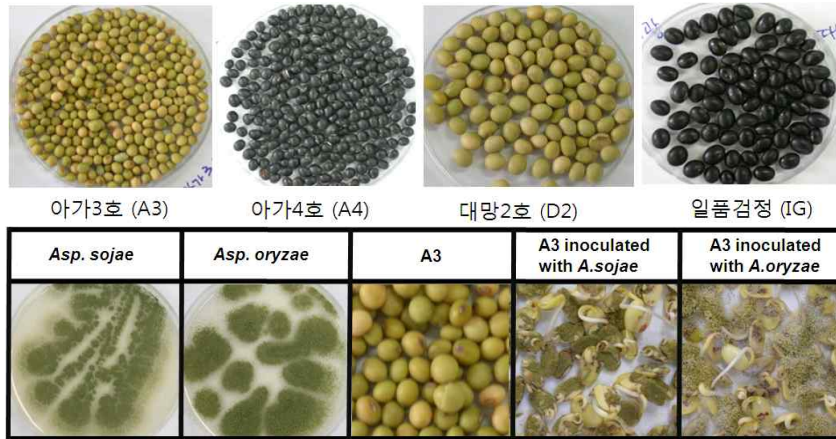 아가3호 (A3)
아가4호 (A4)
대망2호 (D2)
일품검정 (IG)
Asp. sojae
Asp. oryzae
A3
A3 inoculated
with A.sojae
A3 inoculated
with A.oryzae